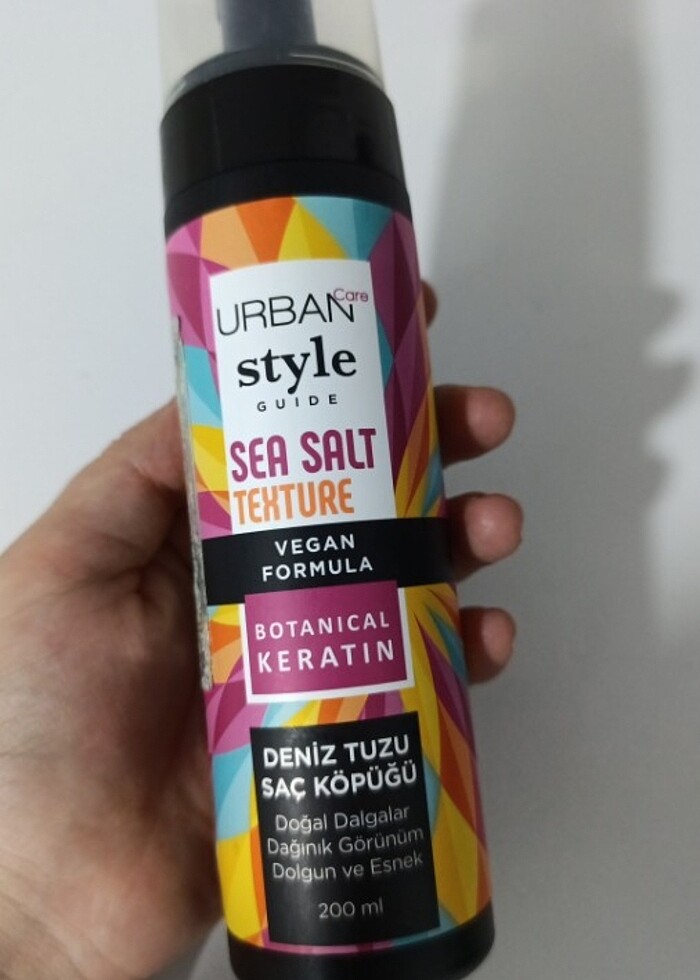 URBAN Care
style
GUIDE
SEA SALT
TEXTURE
VEGAN
FORMULA
BOTANICAL
KERATIN
DENİZ TUZU
SAÇ KÖPÜĞÜ
Doğal Dalgalar
Dağınık Görünüm
Dolgun ve Esnek
200 ml